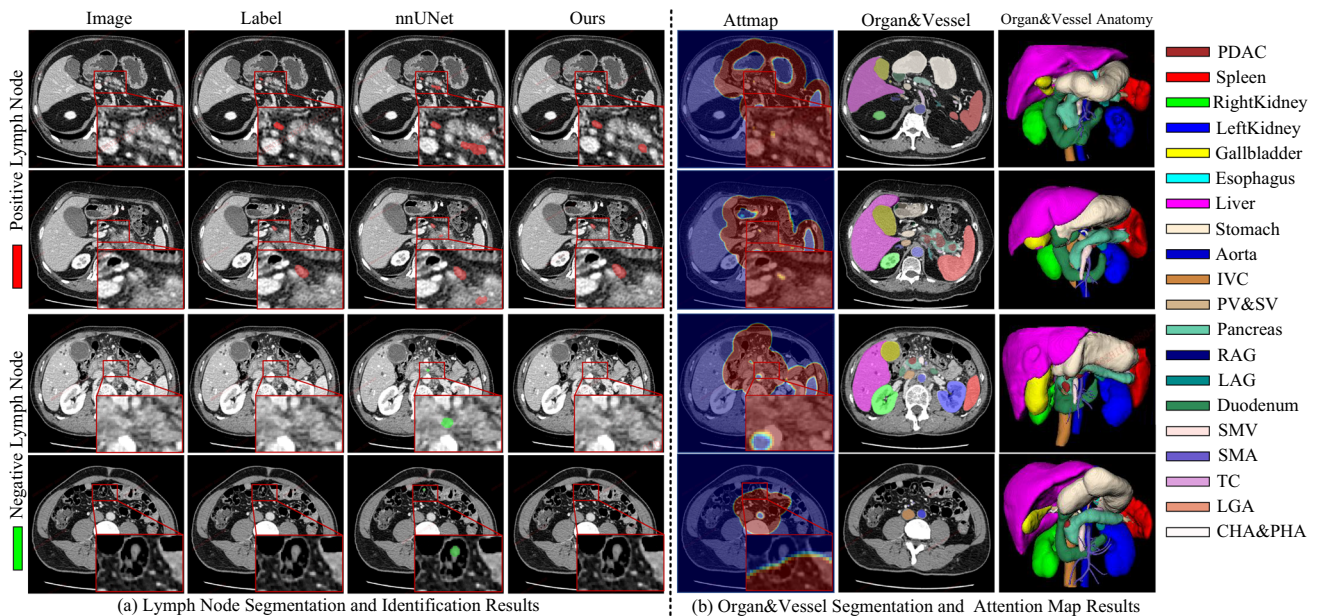 Image Label nnUNet Ours Attmap Organ&Vessel Organ&Vessel Anatomy
Positive Lymph Node
Negative Lymph Node
PDAC
Spleen
RightKidney
LeftKidney
Gallbladder
Esophagus
Liver
Stomach
Aorta
IVC
PV&SV
Pancreas
RAG
LAG
Duodenum
SMV
SMA
TC
LGA
CHA&PHA
(a) Lymph Node Segmentation and Identification Results
(b) Organ&Vessel Segmentation and Attention Map Results